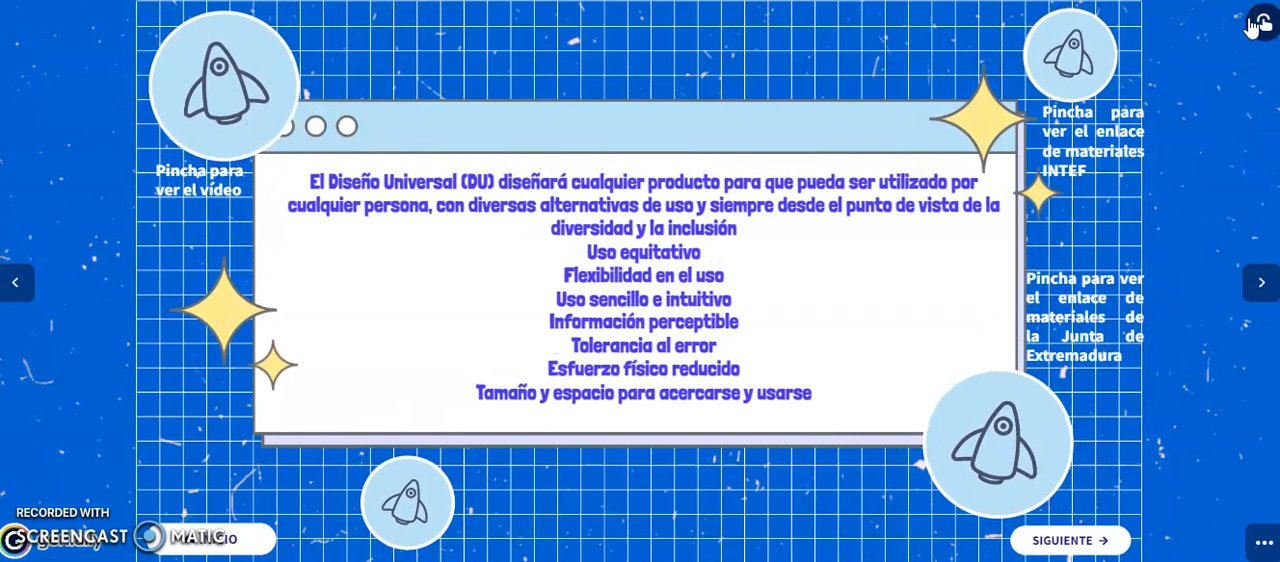 Pincha para
ver el vídeo
El Diseño Universal (DU) diseñará cualquier producto para que pueda ser utilizado por
cualquier persona, con diversas alternativas de uso y siempre desde el punto de vista de la
diversidad y la inclusión
Uso equitativo
Flexibilidad en el uso
Uso sencillo e intuitivo
Información perceptible
Tolerancia al error
Esfuerzo físico reducido
Tamaño y espacio para acercarse y usarse
Pincha para
ver el enlace
de materiales
INTEF
Pincha para ver
el enlace de
materiales de
la Junta de
Extremadura
RECORDED WITH
SCREENCAST MATIC
SIGUIENTE →